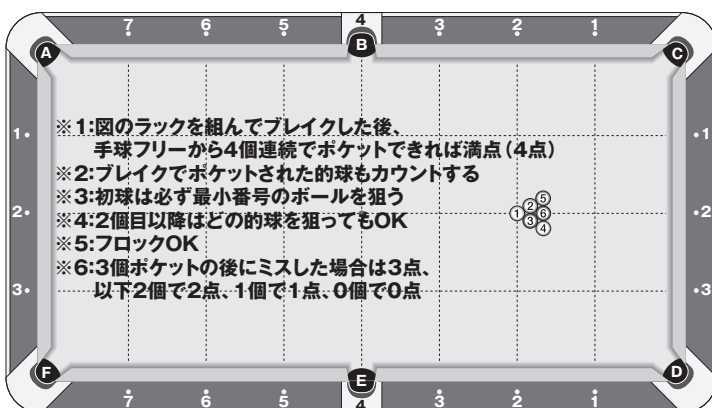 7 6 5 4 3 2 1
A B C
※1:図のラックを組んでブレイクした後、
手球フリーから4個連続でポケットできれば満点(4点)
1 1
※2:ブレイクでポケットされた的球もカウントする
※3:初球は必ず最小番号のボールを狙う
※4:2個目以降はどの的球を狙ってもOK
2 2
※5:フロックOK
※6:3個ポケットの後にミスした場合は3点、
以下2個で2点、1個で1点、0個で0点
3 3
5
2
1 6
3
4
F E D
7 6 5 4 3 2 1